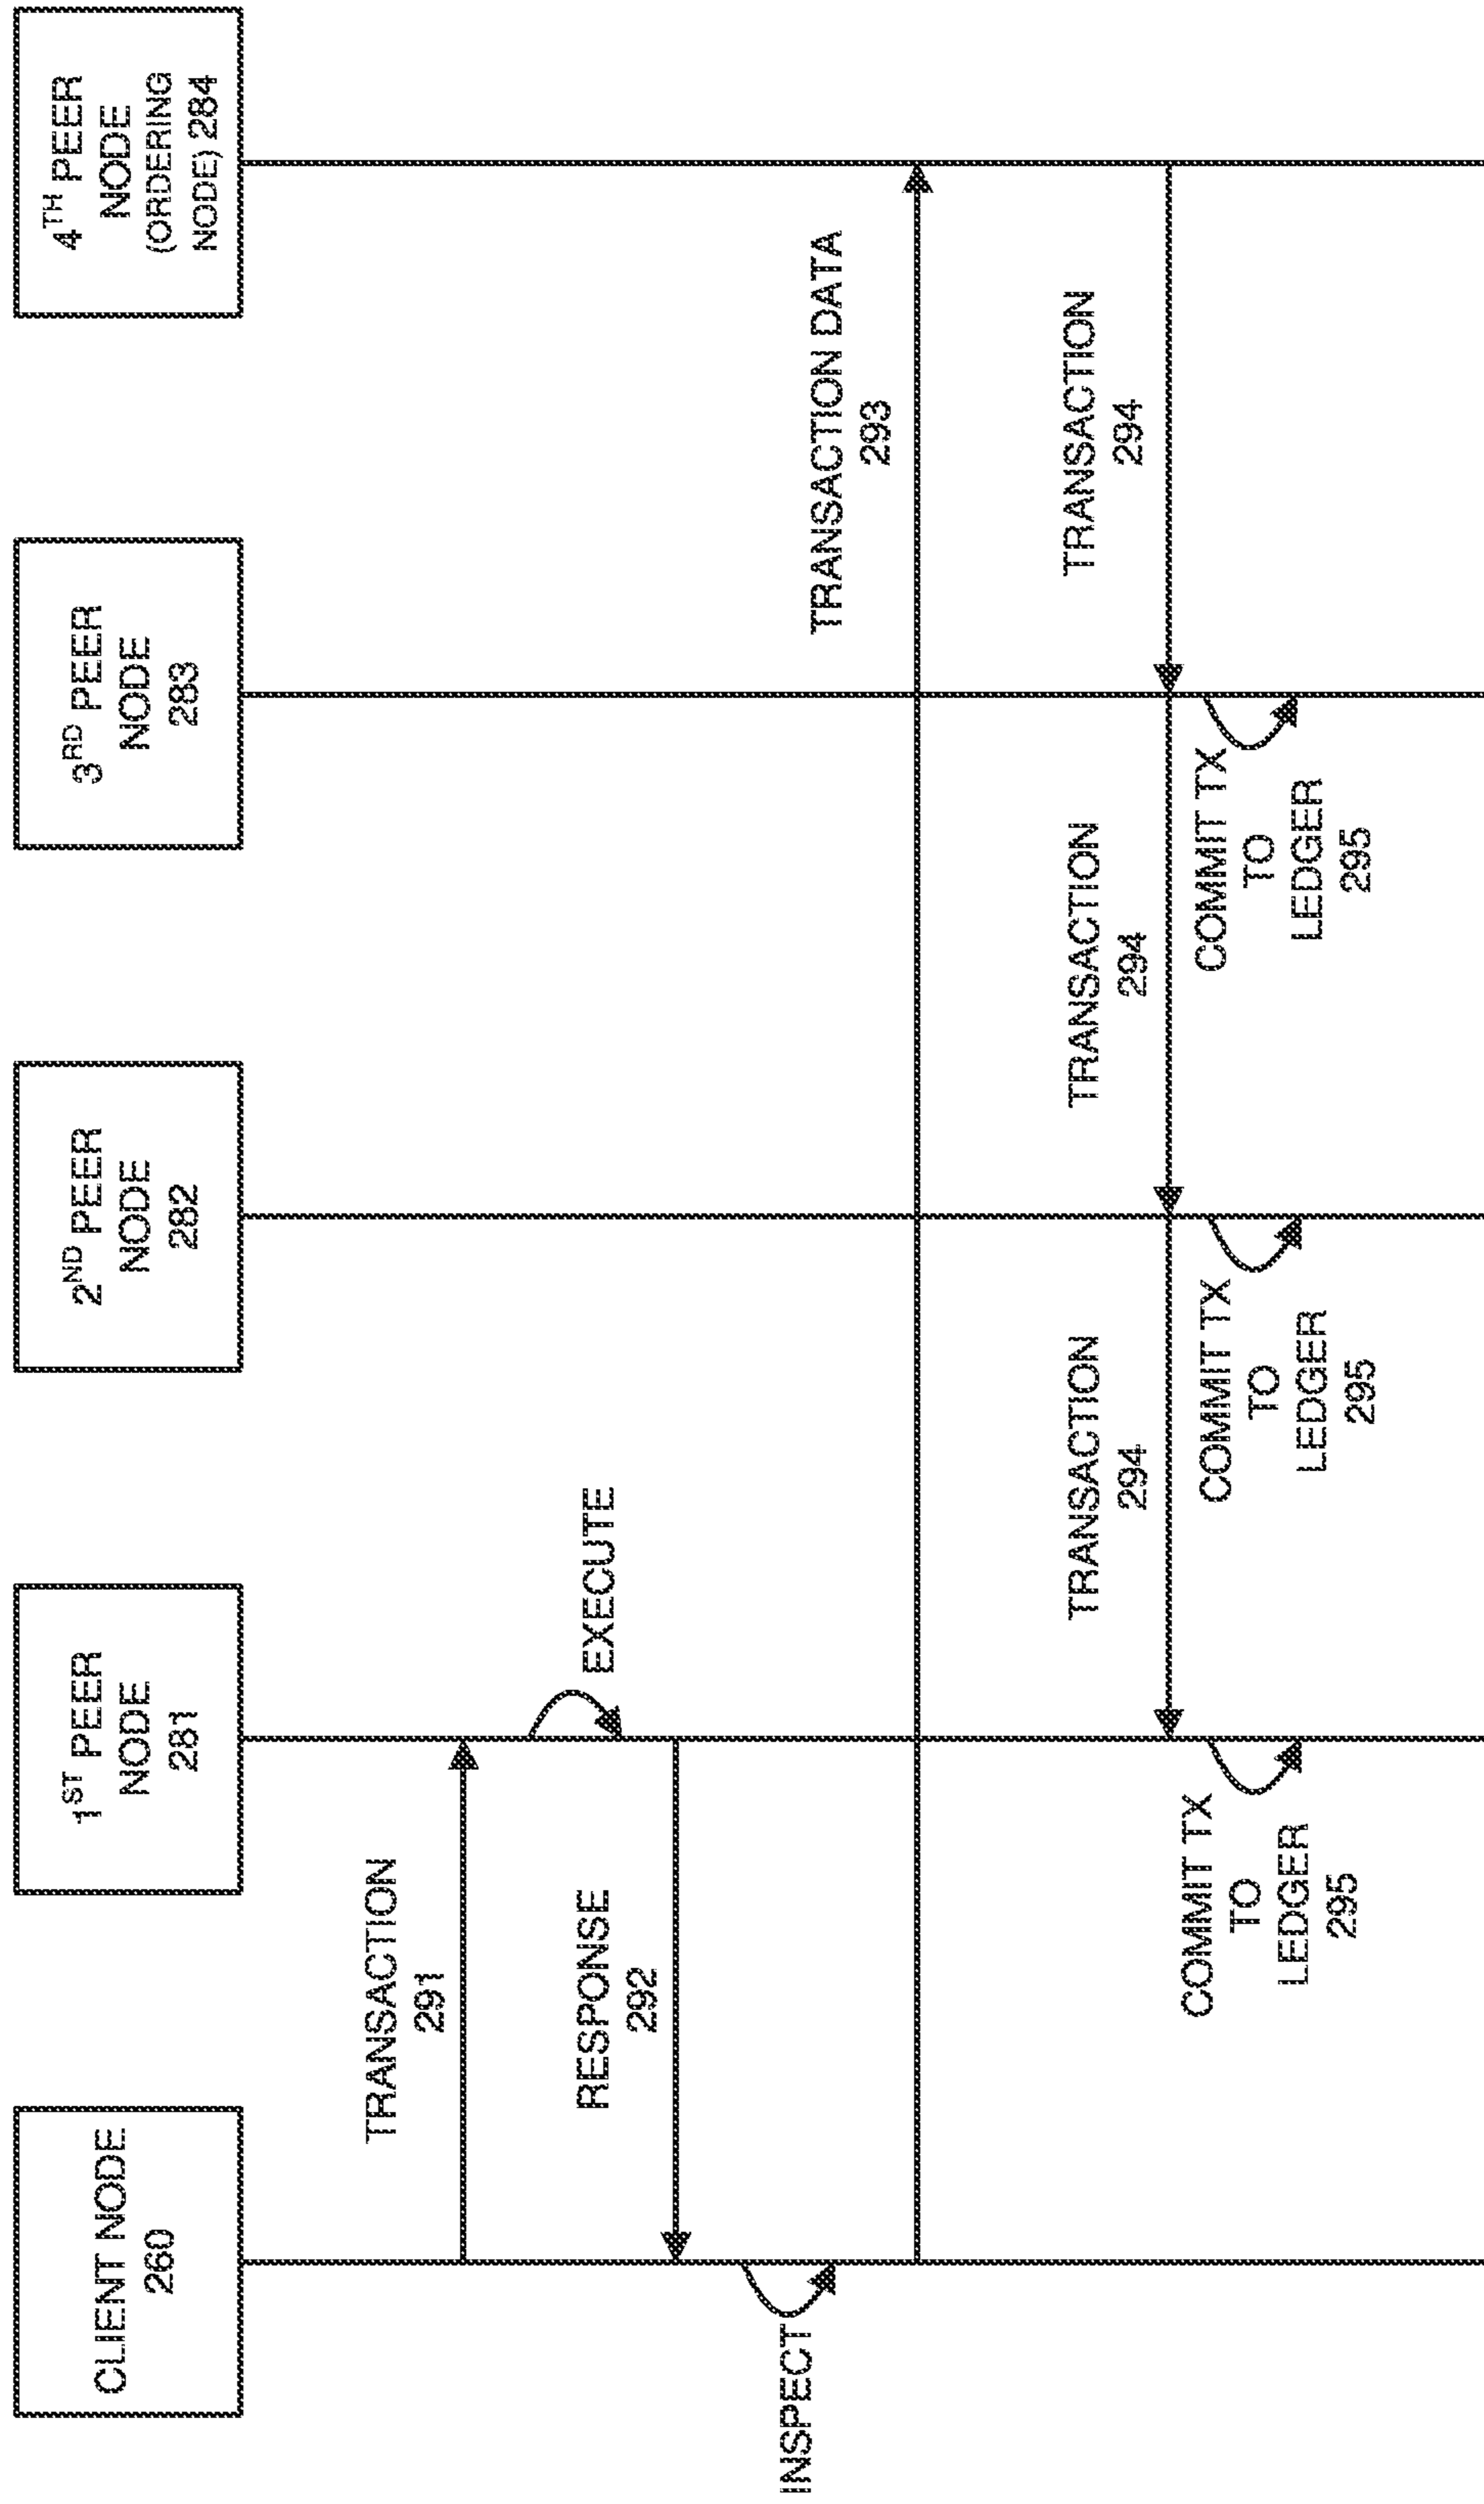 CLIENT NODE
260
1ST PEER
NODE
281
2ND PEER
NODE
282
3RD PEER
NODE
283
4TH PEER
NODE
(ORDERING
NODE) 284
TRANSACTION
291
EXECUTE
RESPONSE
292
INSPECT
TRANSACTION DATA
293
TRANSACTION
294
TRANSACTION
294
TRANSACTION
294
COMMIT TX
TO
LEDGER
295
COMMIT TX
TO
LEDGER
295
COMMIT TX
TO
LEDGER
295